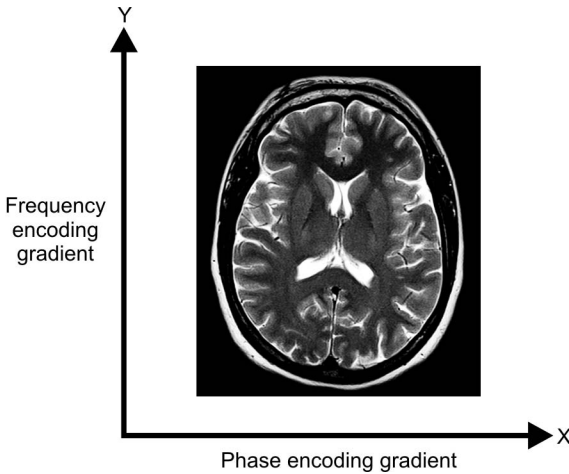 Y
Frequency
encoding
gradient
X
Phase encoding gradient